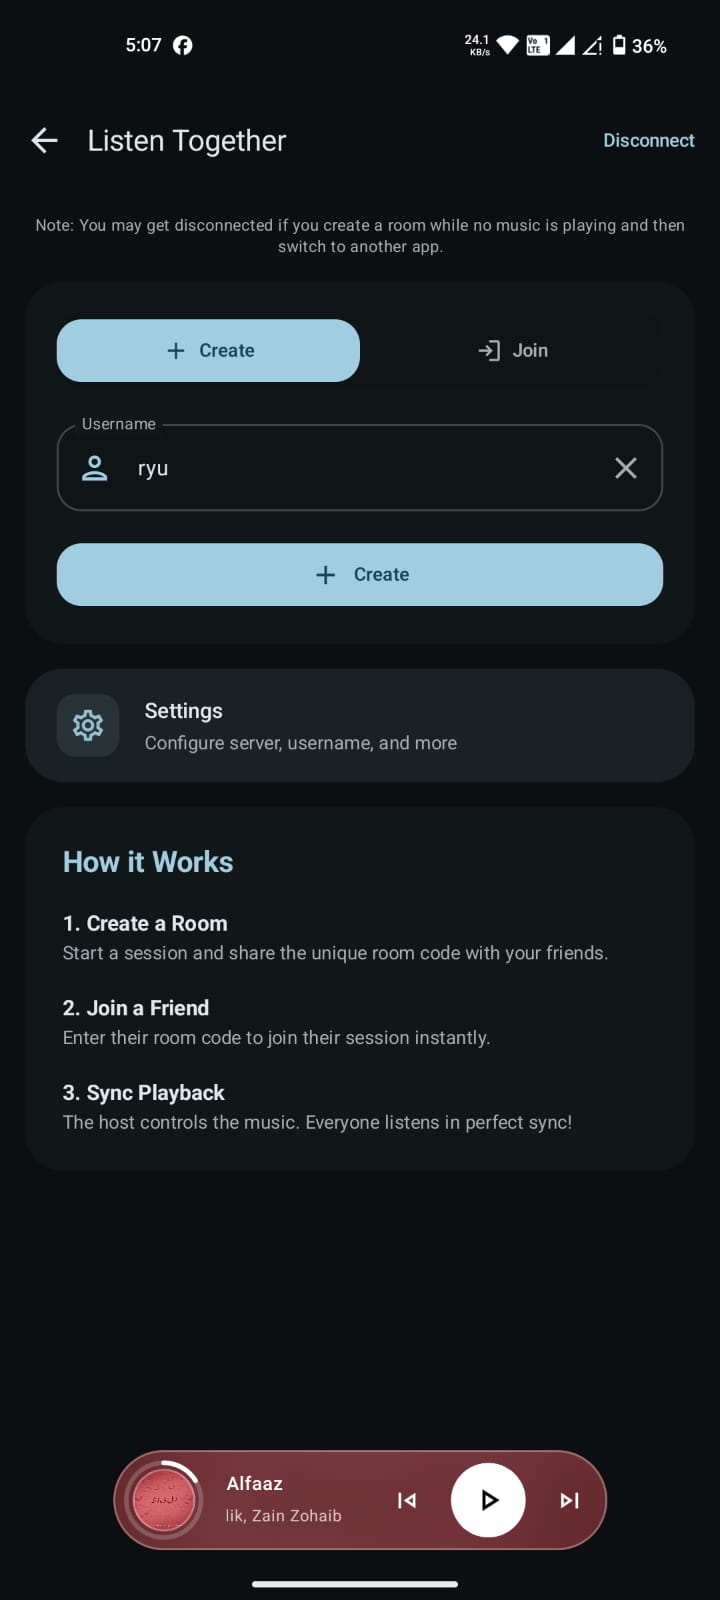 5:07
24.1
KB/s
Vo 1
LTE
36%
Listen Together
Disconnect
Note: You may get disconnected if you create a room while no music is playing and then
switch to another app.
Create
Join
Username
ryu
Create
Settings
Configure server, username, and more
How it Works
1. Create a Room
Start a session and share the unique room code with your friends.
2. Join a Friend
Enter their room code to join their session instantly.
3. Sync Playback
The host controls the music. Everyone listens in perfect sync!
Alfaaz
lik, Zain Zohaib